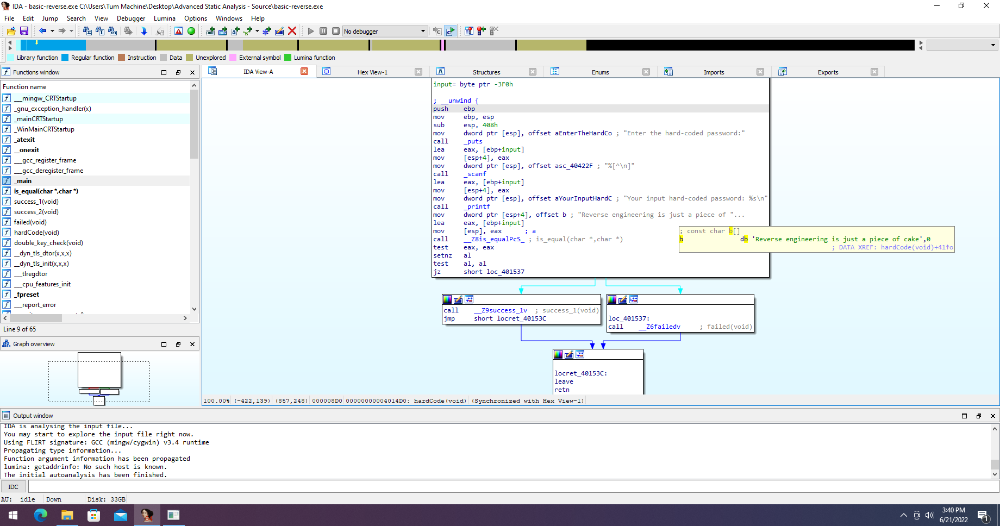 IDA - basic-reverse.exe C:\Users\Tum Machine\Desktop\Advanced Static Analysis - Source\basic-reverse.exe
File Edit Jump Search View Debugger Lumina Options Windows Help
No debugger
Library function Regular function Instruction Data Unexplored External symbol Lumina function
Functions window
Function name
___mingw_CRTStartup
_gnu_exception_handler(x)
_mainCRTStartup
_WinMainCRTStartup
_atexit
__onexit
___gcc_register_frame
___gcc_deregister_frame
_main
is_equal(char *,char *)
success_1(void)
success_2(void)
failed(void)
hardCode(void)
double_key_check(void)
__dyn_tls_dtor(x,x,x)
__dyn_tls_init(x,x,x)
___tlregdtor
___cpu_features_init
_fpreset
___report_error
Line 9 of 65
Graph overview
IDA View-A Hex View-1 Structures Enums Imports Exports
input= byte ptr -3F0h
; __unwind {
push ebp
mov ebp, esp
sub esp, 408h
mov dword ptr [esp], offset aEnterTheHardCo ; "Enter the hard-coded password:"
call _puts
lea eax, [ebp+input]
mov [esp+4], eax
mov dword ptr [esp], offset asc_40422F ; "%[^\n]"
call _scanf
lea eax, [ebp+input]
mov [esp+4], eax
mov dword ptr [esp], offset aYourInputHardC ; "Your input hard-coded password: %s\n"
call _printf
mov dword ptr [esp+4], offset b ; "Reverse engineering is just a piece of "...
lea eax, [ebp+input]
mov [esp], eax ; a
call __Z8is_equalPcS_ ; is_equal(char *,char *)
test eax, eax
setnz al
test al, al
jz short loc_401537
; const char b[]
b db 'Reverse engineering is just a piece of cake',0
; DATA XREF: hardCode(void)+41↑o
call __Z9success_1v ; success_1(void)
jmp short locret_40153C
loc_401537:
call __Z6failedv ; failed(void)
locret_40153C:
leave
retn
100.00% (-422,139) (857,248) 000008D0 00000000004014D0: hardCode(void) (Synchronized with Hex View-1)
Output window
IDA is analysing the input file...
You may start to explore the input file right now.
Using FLIRT signature: GCC (mingw/cygwin) v3.4 runtime
Propagating type information...
Function argument information has been propagated
lumina: getaddrinfo: No such host is known.
The initial autoanalysis has been finished.
IDC
AU: idle Down Disk: 33GB
3:40 PM
6/21/2022
1